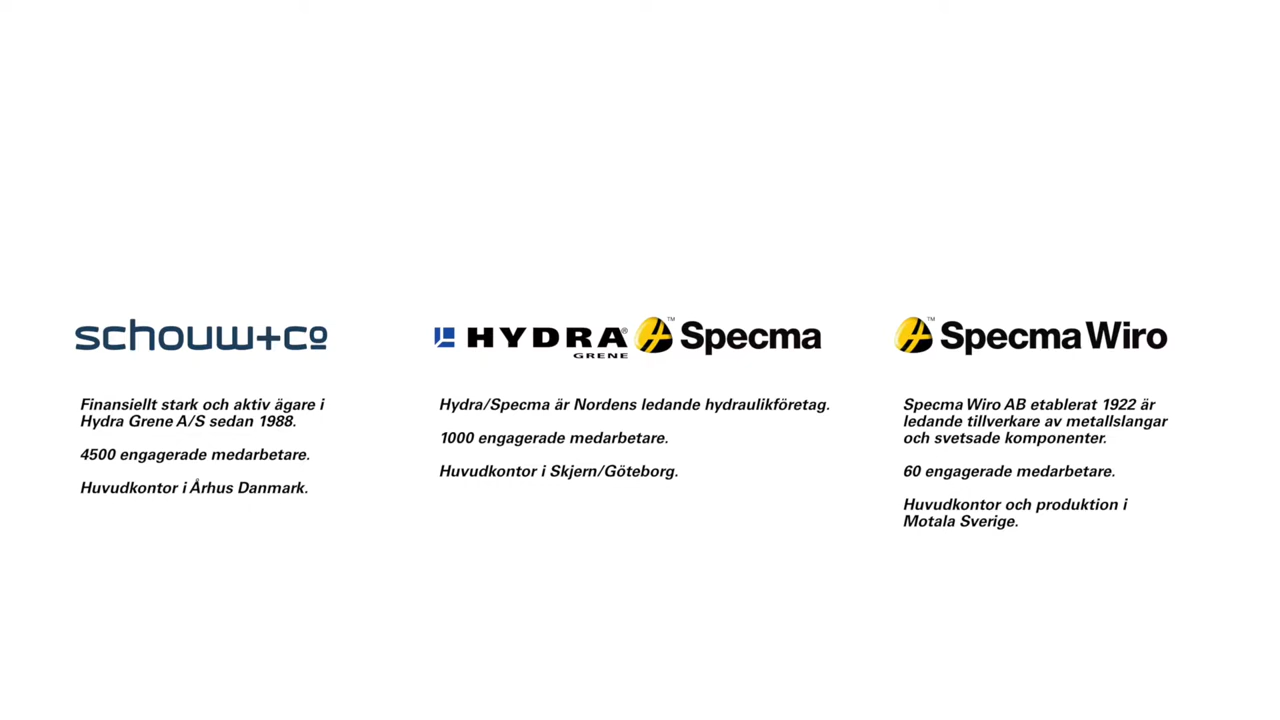 schouw+co
Finansiellt stark och aktiv ägare i
Hydra Grene A/S sedan 1988.
4500 engagerade medarbetare.
Huvudkontor i Århus Danmark.
HYDRA®
GRENE
™
Specma
Hydra/Specma är Nordens ledande hydraulikföretag.
1000 engagerade medarbetare.
Huvudkontor i Skjern/Göteborg.
™
Specma Wiro
Specma Wiro AB etablerat 1922 är
ledande tillverkare av metallslangar
och svetsade komponenter.
60 engagerade medarbetare.
Huvudkontor och produktion i
Motala Sverige.